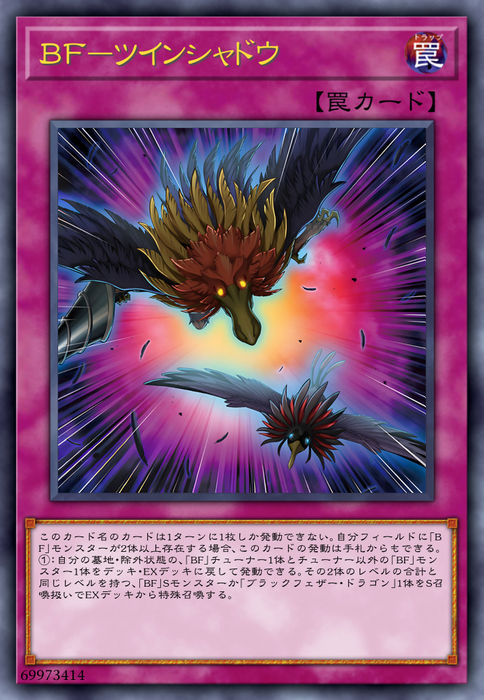 BF－ツインシャドウ
トラップ
罠
【罠カード】
このカード名のカードは1ターンに1枚しか発動できない。自分フィールドに「B
F」モンスターが2体以上存在する場合、このカードの発動は手札からもできる。
①：自分の墓地・除外状態の、「BF」チューナー1体とチューナー以外の「BF」モン
スター1体をデッキ・EXデッキに戻して発動できる。その2体のレベルの合計と
同じレベルを持つ、「BF」Sモンスターか「ブラックフェザー・ドラゴン」1体をS召
喚扱いでEXデッキから特殊召喚する。
69973414